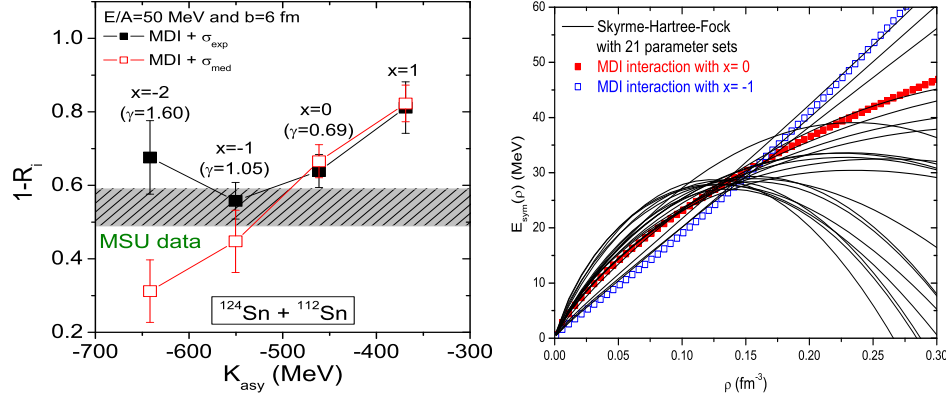 E/A=50 MeV and b=6 fm
MDI + σexp
MDI + σmed
x=-2
(γ=1.60)
x=-1
(γ=1.05)
x=0
(γ=0.69)
x=1
MSU data
124Sn + 112Sn
1-Ri
1.0
0.8
0.6
0.4
0.2
-700
-600
-500
-400
-300
Kasy (MeV)
Skyrme-Hartree-Fock
with 21 parameter sets
MDI interaction with x= 0
MDI interaction with x= -1
Esym(ρ) (MeV)
60
50
40
30
20
10
0
0.00
0.05
0.10
0.15
0.20
0.25
0.30
ρ (fm-3)